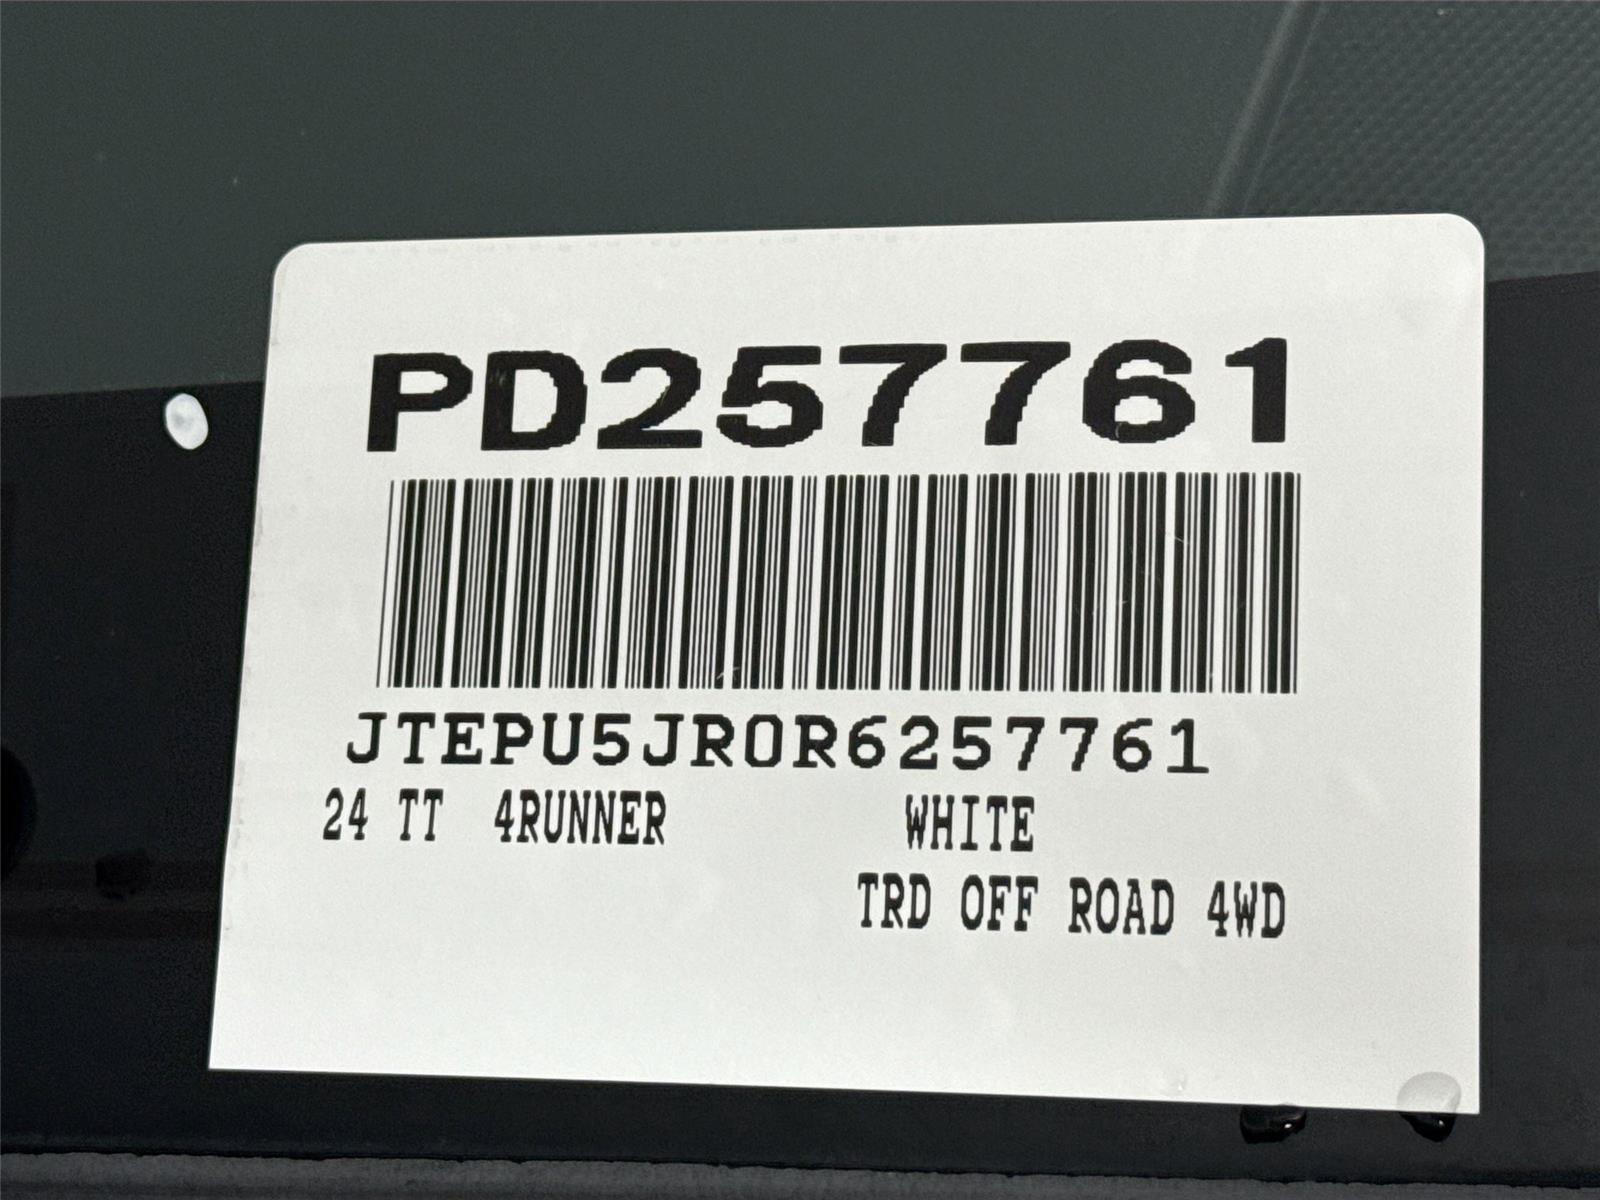 PD257761
JTEPU5JR0R6257761
24 TT 4RUNNER WHITE
TRD OFF ROAD 4WD